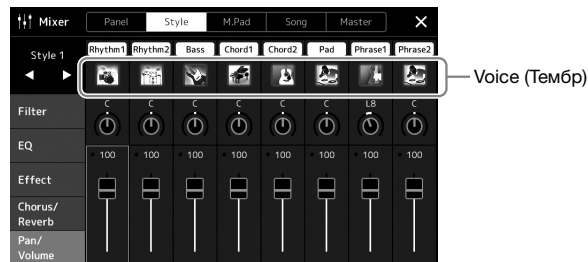 Mixer Panel Style M.Pad Song Master ×
Style 1 Rhythm1 Rhythm2 Bass Chord1 Chord2 Pad Phrase1 Phrase2
Voice (Тембр)
Filter C C C C C C L8 C
EQ
100 100 100 100 100 100 100 100
Effect
Chorus/
Reverb
Pan/
Volume